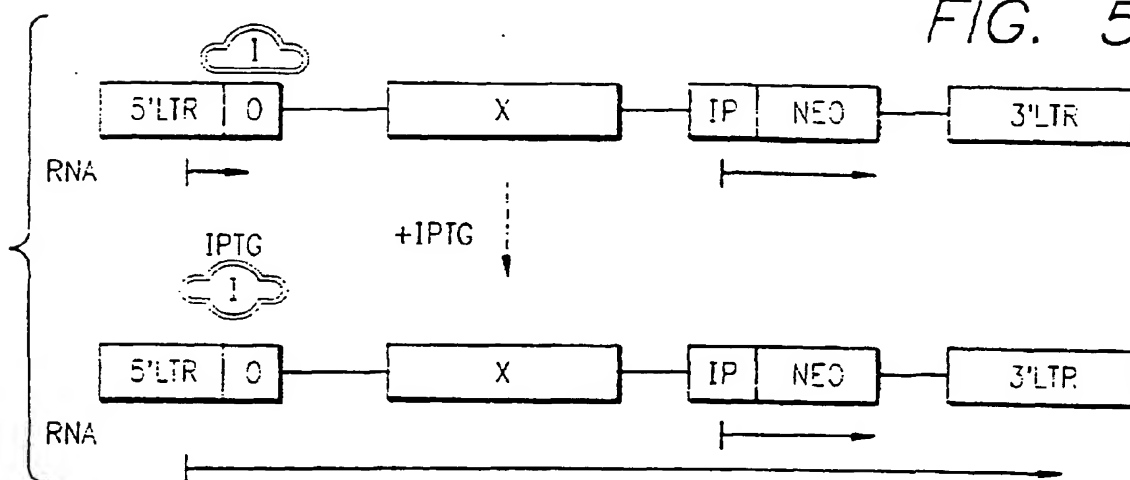 FIG. 5
I
5'LTR O X IP NEO 3'LTR
RNA
+IPTG
IPTG
I
5'LTR O X IP NEO 3'LTR
RNA